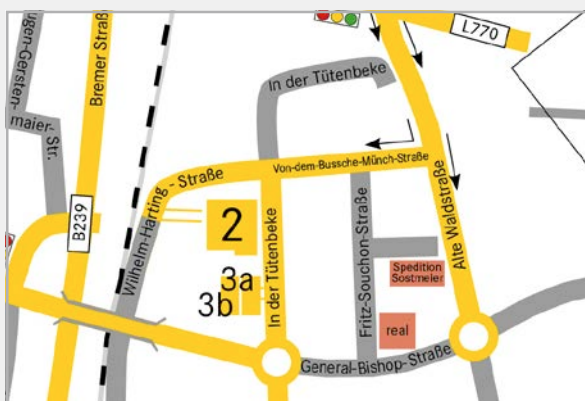 L770
Bremer Straße
ugen-Gersten-
maier-Str.
In der Tütenbeke
Von-dem-Bussche-Münch-Straße
Wilhelm-Harting - Straße
B239
2
In der Tütenbeke
Fritz-Souchon-Straße
Alte Waldstraße
Spedition
Sostmeier
3a
3b
real
General-Bishop-Straße